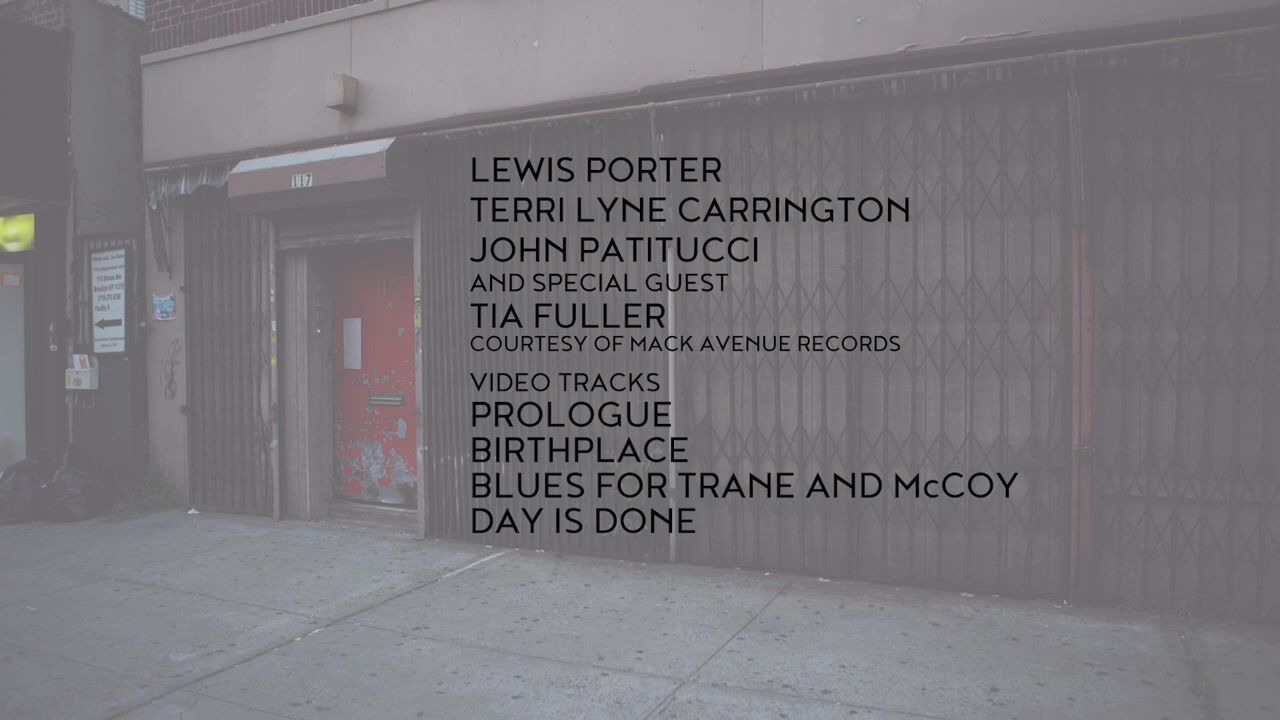 LEWIS PORTER
TERRI LYNE CARRINGTON
JOHN PATITUCCI
AND SPECIAL GUEST
TIA FULLER
COURTESY OF MACK AVENUE RECORDS
VIDEO TRACKS
PROLOGUE
BIRTHPLACE
BLUES FOR TRANE AND McCOY
DAY IS DONE
117